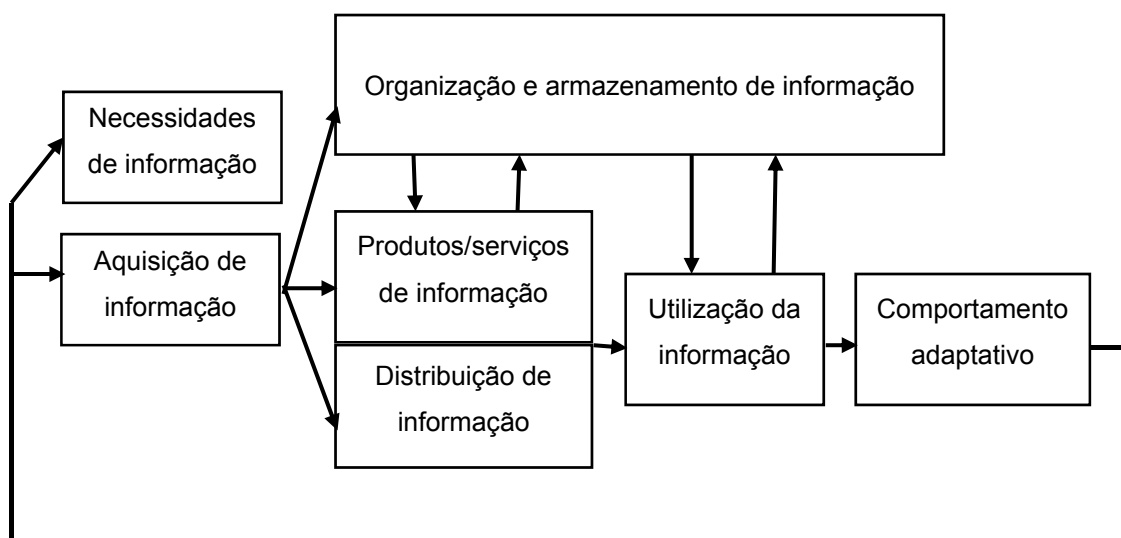 Organização e armazenamento de informação
Necessidades
de informação
Aquisição de
informação
Produtos/serviços
de informação
Distribuição de
informação
Utilização da
informação
Comportamento
adaptativo